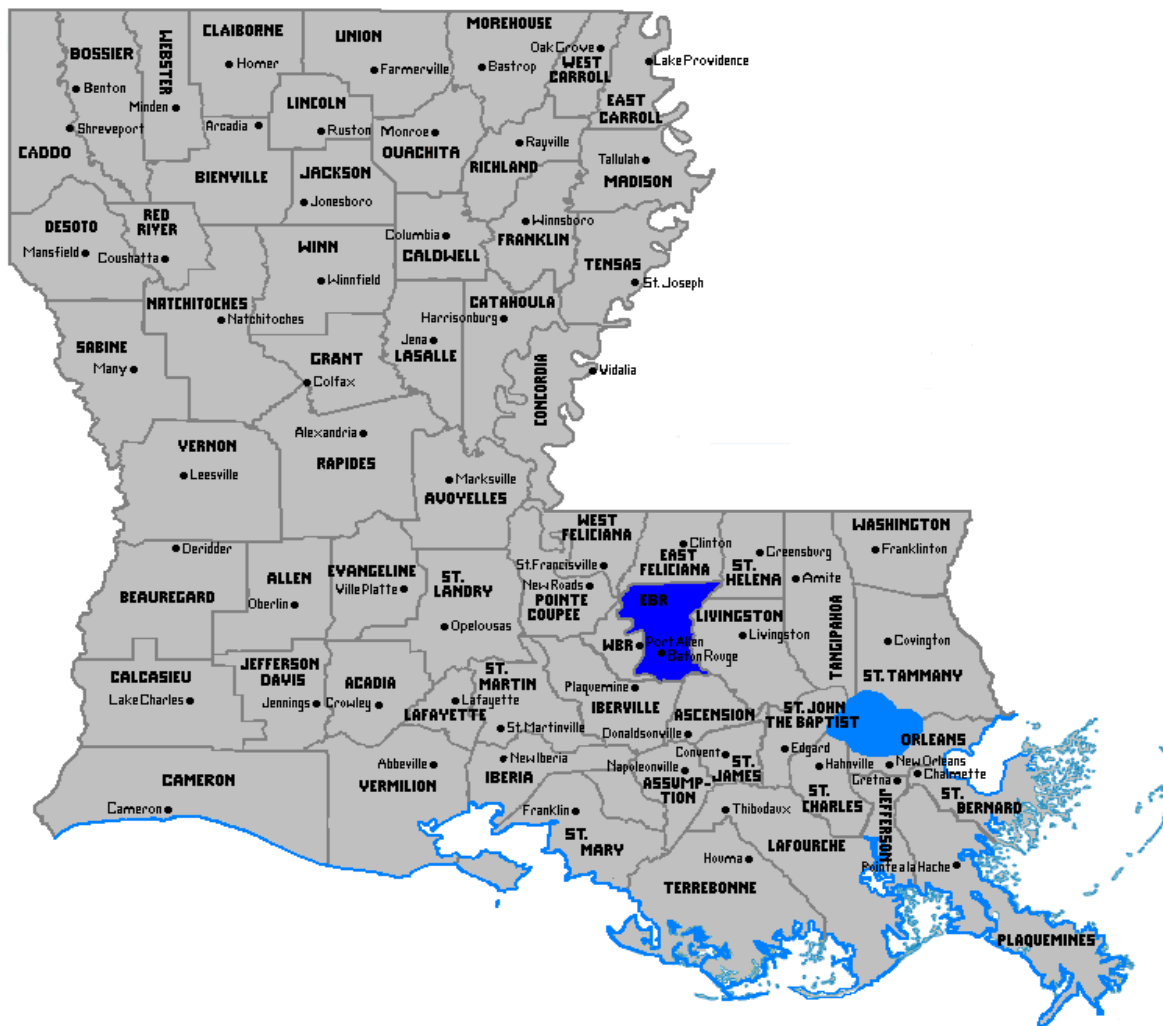 CLAIBORNE
UNION
MOREHOUSE
BOSSIER
WEBSTER
Homer
Farmerville
Bastrop
Oak Grove
WEST
CARROLL
Lake Providence
Benton
Minden
LINCOLN
EAST
CARROLL
Shreveport
Arcadia
Ruston
Monroe
OUACHITA
Rayville
CADDO
BIENVILLE
JACKSON
RICHLAND
Tallulah
MADISON
Jonesboro
DESOTO
RED
RIVER
WINN
Columbia
CALDWELL
Winnsboro
FRANKLIN
Mansfield
Coushatta
Winnfield
TENSAS
St. Joseph
NATCHITOCHES
Natchitoches
CATAHOULA
Harrisonburg
SABINE
Many
GRANT
Colfax
Jena
LASALLE
CONCORDIA
Vidalia
VERNON
Leesville
Alexandria
RAPIDES
Marksville
AVOYELLES
WEST
FELICIANA
WASHINGTON
Deridder
St. Francisville
Clinton
EAST
FELICIANA
Greensburg
ST.
HELENA
Franklinton
BEAUREGARD
ALLEN
Oberlin
EVANGELINE
Ville Platte
ST.
LANDRY
New Roads
POINTE
COUPEE
EBR
Amite
LIVINGSTON
Livingston
TANGIPAHOA
Opelousas
WBR
Port Allen
Baton Rouge
Covington
ST. TAMMANY
CALCASIEU
Lake Charles
JEFFERSON
DAVIS
Jennings
ACADIA
Crowley
ST.
MARTIN
Lafayette
LAFAYETTE
St. Martinville
Plaquemine
IBERVILLE
ASCENSION
Donaldsonville
ST. JOHN
THE BAPTIST
ORLEANS
CAMERON
Cameron
Abbeville
VERMILION
New Iberia
IBERIA
Napoleonville
ASSUMP-
TION
Convent
ST.
JAMES
Edgard
Hahnville
New Orleans
Gretna
Chalmette
ST.
BERNARD
Franklin
ST.
MARY
Thibodaux
ST.
CHARLES
JEFFERSON
Houma
LAFOURCHE
Pointe a la Hache
TERREBONNE
PLAQUEMINES